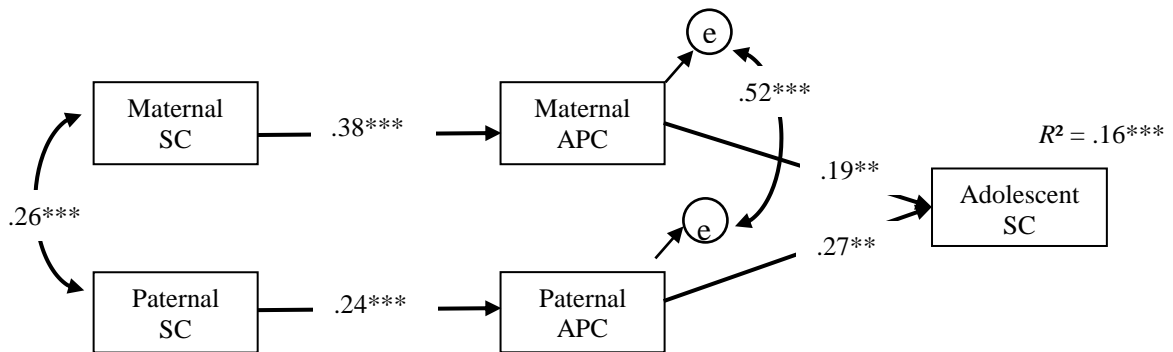 e
Maternal
SC
.38***
Maternal
APC
.52***
R² = .16***
.19**
Adolescent
SC
.26***
e
.27**
Paternal
SC
.24***
Paternal
APC